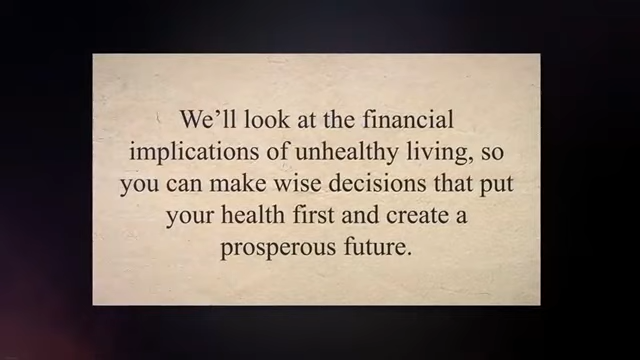 We’ll look at the financial
implications of unhealthy living, so
you can make wise decisions that put
your health first and create a
prosperous future.